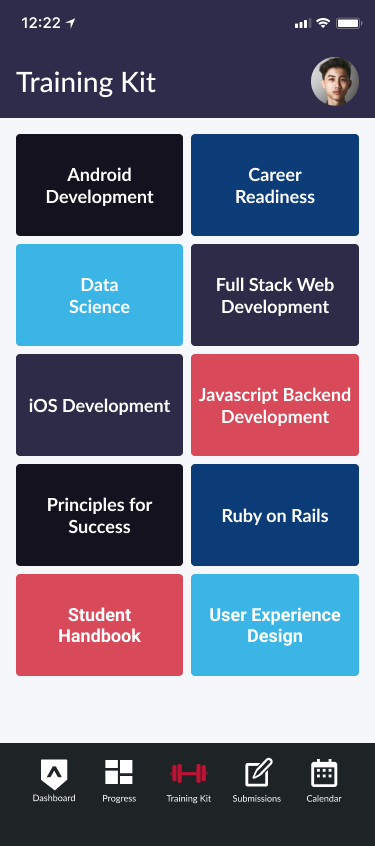 12:22
Training Kit
Android
Development
Career
Readiness
Data
Science
Full Stack Web
Development
iOS Development
Javascript Backend
Development
Principles for
Success
Ruby on Rails
Student
Handbook
User Experience
Design
Dashboard
Progress
Training Kit
Submissions
Calendar